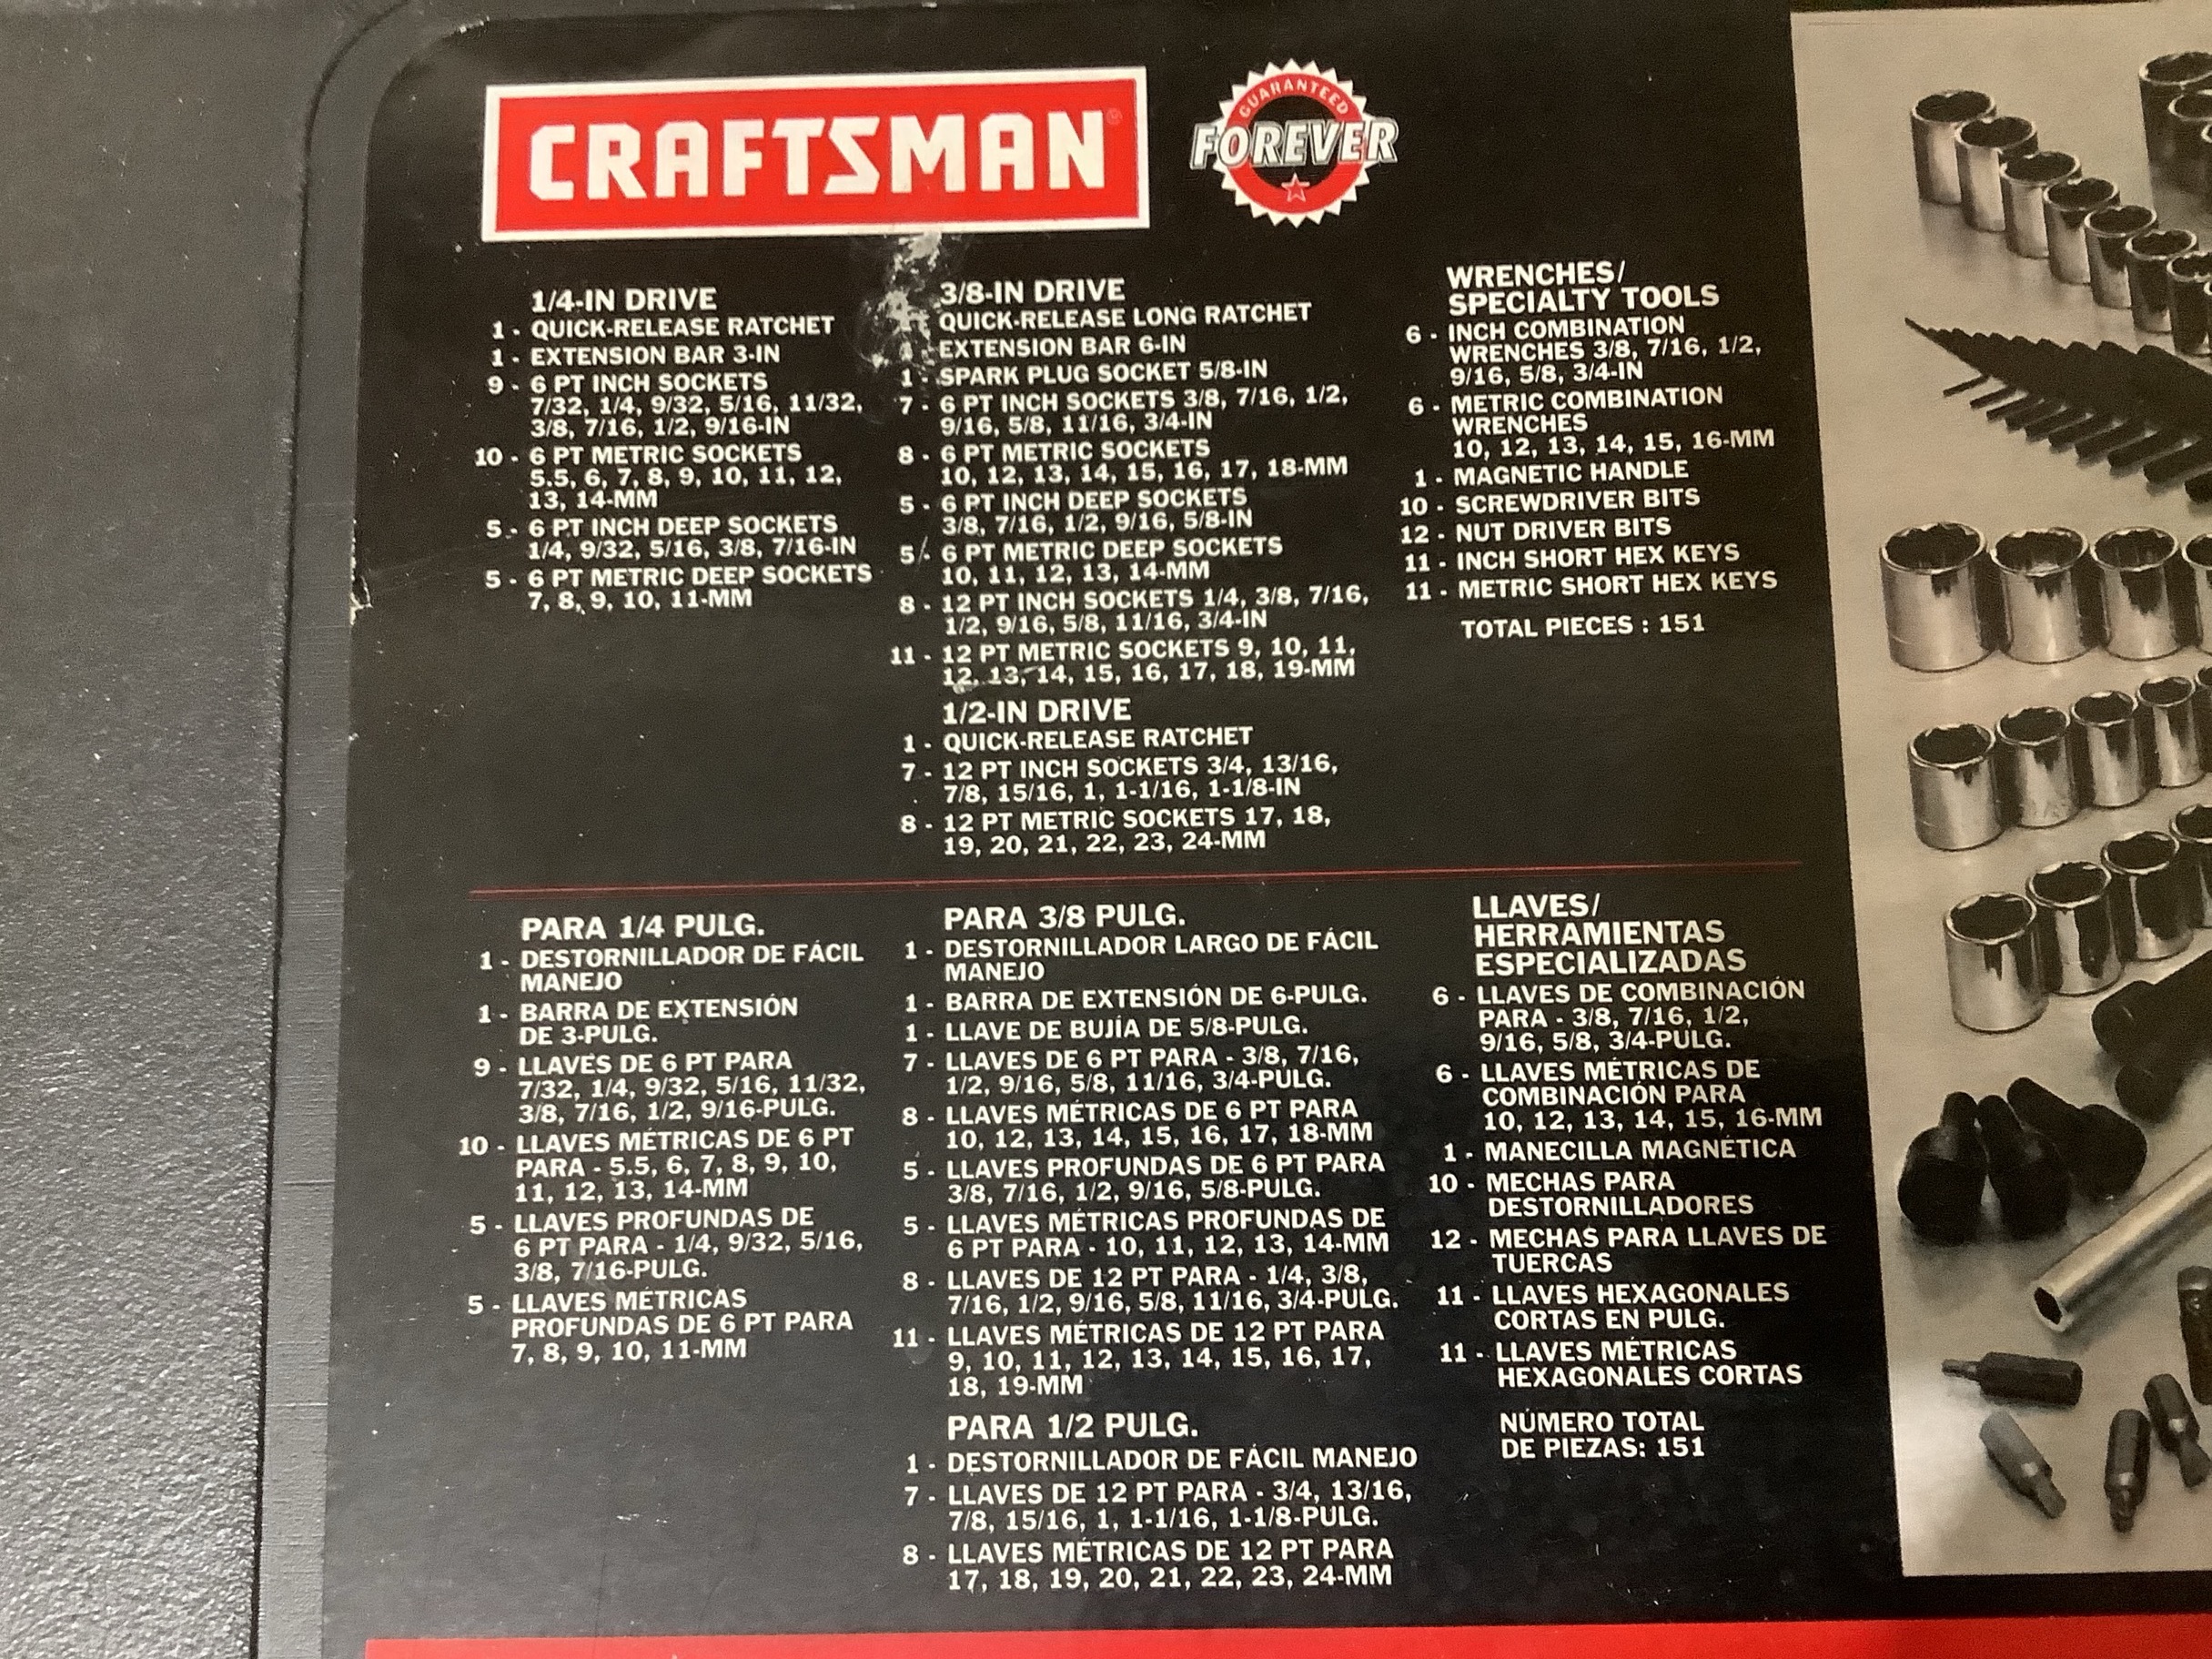 CRAFTSMAN®
GUARANTEED
FOREVER
1/4-IN DRIVE
1 - QUICK-RELEASE RATCHET
1 - EXTENSION BAR 3-IN
9 - 6 PT INCH SOCKETS
7/32, 1/4, 9/32, 5/16, 11/32,
3/8, 7/16, 1/2, 9/16-IN
10 - 6 PT METRIC SOCKETS
5.5, 6, 7, 8, 9, 10, 11, 12,
13, 14-MM
5 - 6 PT INCH DEEP SOCKETS
1/4, 9/32, 5/16, 3/8, 7/16-IN
5 - 6 PT METRIC DEEP SOCKETS
7, 8, 9, 10, 11-MM
3/8-IN DRIVE
1 - QUICK-RELEASE LONG RATCHET
1 - EXTENSION BAR 6-IN
1 - SPARK PLUG SOCKET 5/8-IN
7 - 6 PT INCH SOCKETS 3/8, 7/16, 1/2,
9/16, 5/8, 11/16, 3/4-IN
8 - 6 PT METRIC SOCKETS
10, 12, 13, 14, 15, 16, 17, 18-MM
5 - 6 PT INCH DEEP SOCKETS
3/8, 7/16, 1/2, 9/16, 5/8-IN
5 - 6 PT METRIC DEEP SOCKETS
10, 11, 12, 13, 14-MM
8 - 12 PT INCH SOCKETS 1/4, 3/8, 7/16,
1/2, 9/16, 5/8, 11/16, 3/4-IN
11 - 12 PT METRIC SOCKETS 9, 10, 11,
12, 13, 14, 15, 16, 17, 18, 19-MM
1/2-IN DRIVE
1 - QUICK-RELEASE RATCHET
7 - 12 PT INCH SOCKETS 3/4, 13/16,
7/8, 15/16, 1, 1-1/16, 1-1/8-IN
8 - 12 PT METRIC SOCKETS 17, 18,
19, 20, 21, 22, 23, 24-MM
WRENCHES/
SPECIALTY TOOLS
6 - INCH COMBINATION
WRENCHES 3/8, 7/16, 1/2,
9/16, 5/8, 3/4-IN
6 - METRIC COMBINATION
WRENCHES
10, 12, 13, 14, 15, 16-MM
1 - MAGNETIC HANDLE
10 - SCREWDRIVER BITS
12 - NUT DRIVER BITS
11 - INCH SHORT HEX KEYS
11 - METRIC SHORT HEX KEYS
TOTAL PIECES : 151
PARA 1/4 PULG.
1 - DESTORNILLADOR DE FÁCIL
MANEJO
1 - BARRA DE EXTENSIÓN
DE 3-PULG.
9 - LLAVES DE 6 PT PARA
7/32, 1/4, 9/32, 5/16, 11/32,
3/8, 7/16, 1/2, 9/16-PULG.
10 - LLAVES MÉTRICAS DE 6 PT
PARA - 5.5, 6, 7, 8, 9, 10,
11, 12, 13, 14-MM
5 - LLAVES PROFUNDAS DE
6 PT PARA - 1/4, 9/32, 5/16,
3/8, 7/16-PULG.
5 - LLAVES MÉTRICAS
PROFUNDAS DE 6 PT PARA
7, 8, 9, 10, 11-MM
PARA 3/8 PULG.
1 - DESTORNILLADOR LARGO DE FÁCIL
MANEJO
1 - BARRA DE EXTENSIÓN DE 6-PULG.
1 - LLAVE DE BUJÍA DE 5/8-PULG.
7 - LLAVES DE 6 PT PARA - 3/8, 7/16,
1/2, 9/16, 5/8, 11/16, 3/4-PULG.
8 - LLAVES MÉTRICAS DE 6 PT PARA
10, 12, 13, 14, 15, 16, 17, 18-MM
5 - LLAVES PROFUNDAS DE 6 PT PARA
3/8, 7/16, 1/2, 9/16, 5/8-PULG.
5 - LLAVES MÉTRICAS PROFUNDAS DE
6 PT PARA - 10, 11, 12, 13, 14-MM
8 - LLAVES DE 12 PT PARA - 1/4, 3/8,
7/16, 1/2, 9/16, 5/8, 11/16, 3/4-PULG.
11 - LLAVES MÉTRICAS DE 12 PT PARA
9, 10, 11, 12, 13, 14, 15, 16, 17,
18, 19-MM
PARA 1/2 PULG.
1 - DESTORNILLADOR DE FÁCIL MANEJO
7 - LLAVES DE 12 PT PARA - 3/4, 13/16,
7/8, 15/16, 1, 1-1/16, 1-1/8-PULG.
8 - LLAVES MÉTRICAS DE 12 PT PARA
17, 18, 19, 20, 21, 22, 23, 24-MM
LLAVES/
HERRAMIENTAS
ESPECIALIZADAS
6 - LLAVES DE COMBINACIÓN
PARA - 3/8, 7/16, 1/2,
9/16, 5/8, 3/4-PULG.
6 - LLAVES MÉTRICAS DE
COMBINACIÓN PARA
10, 12, 13, 14, 15, 16-MM
1 - MANECILLA MAGNÉTICA
10 - MECHAS PARA
DESTORNILLADORES
12 - MECHAS PARA LLAVES DE
TUERCAS
11 - LLAVES HEXAGONALES
CORTAS EN PULG.
11 - LLAVES MÉTRICAS
HEXAGONALES CORTAS
NÚMERO TOTAL
DE PIEZAS: 151